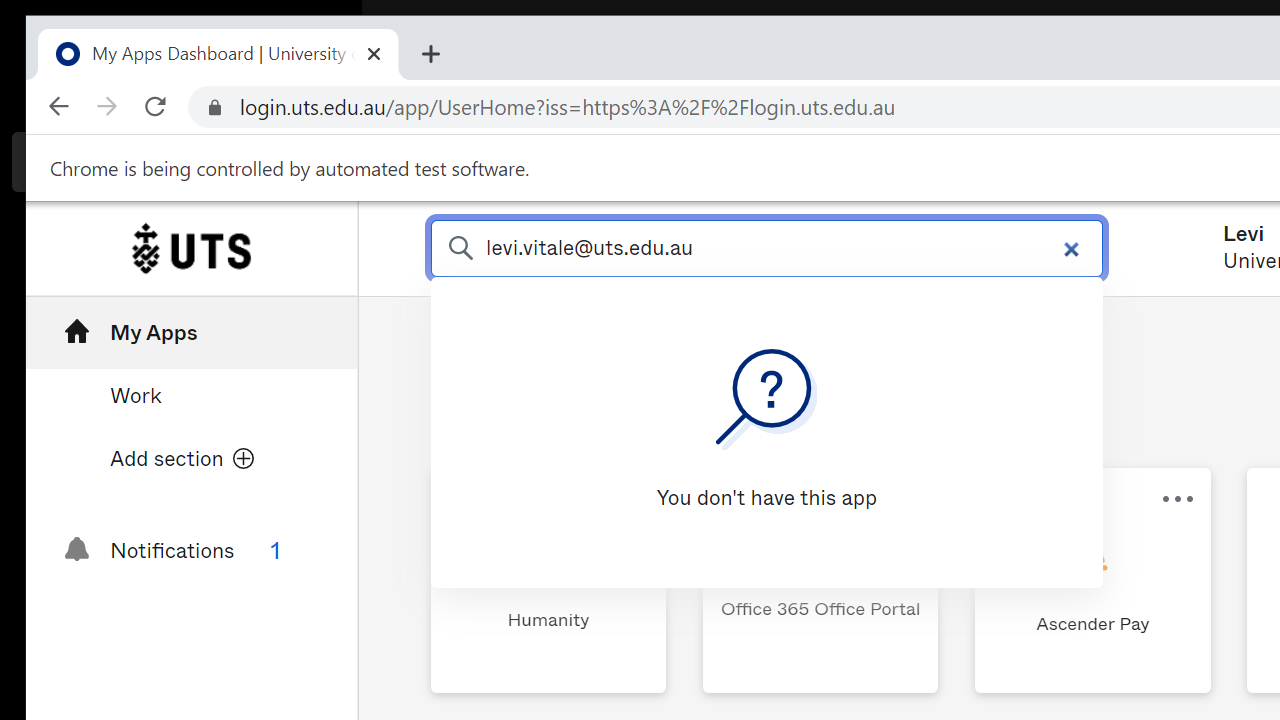 My Apps Dashboard | University
login.uts.edu.au/app/UserHome?iss=https%3A%2F%2Flogin.uts.edu.au
Chrome is being controlled by automated test software.
UTS
levi.vitale@uts.edu.au
Levi
My Apps
Work
Add section
Notifications 1
?
You don't have this app
Humanity
Office 365 Office Portal
Ascender Pay